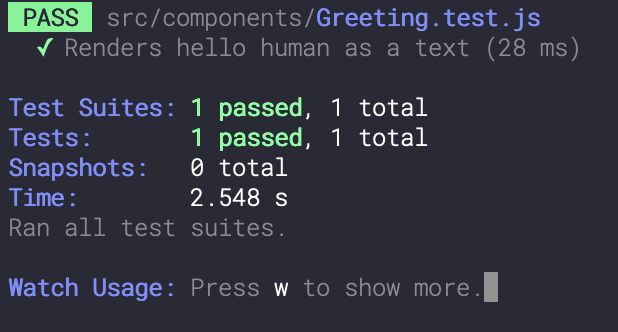 PASS src/components/Greeting.test.js
✓ Renders hello human as a text (28 ms)
Test Suites: 1 passed, 1 total
Tests: 1 passed, 1 total
Snapshots: 0 total
Time: 2.548 s
Ran all test suites.
Watch Usage: Press w to show more.